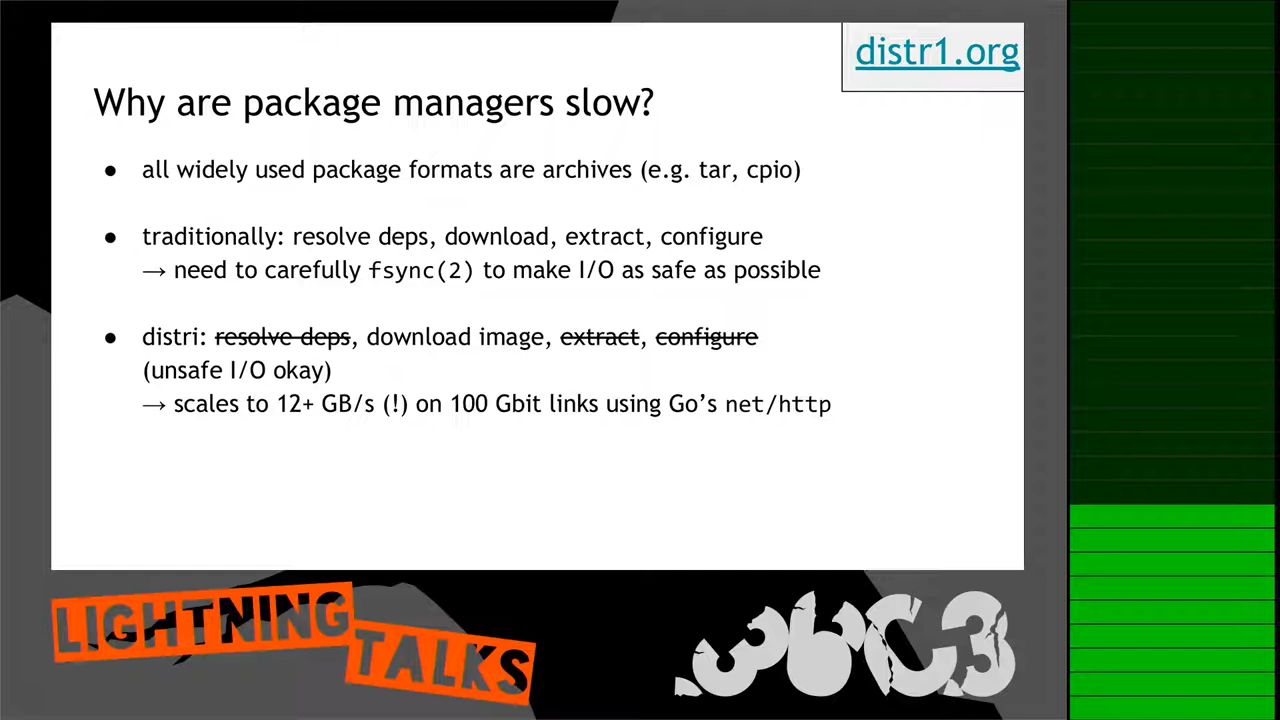 distr1.org
Why are package managers slow?
● all widely used package formats are archives (e.g. tar, cpio)
● traditionally: resolve deps, download, extract, configure
→ need to carefully fsync(2) to make I/O as safe as possible
● distri: resolve deps, download image, extract, configure
(unsafe I/O okay)
→ scales to 12+ GB/s (!) on 100 Gbit links using Go’s net/http
LIGHTNING
TALKS
36C3